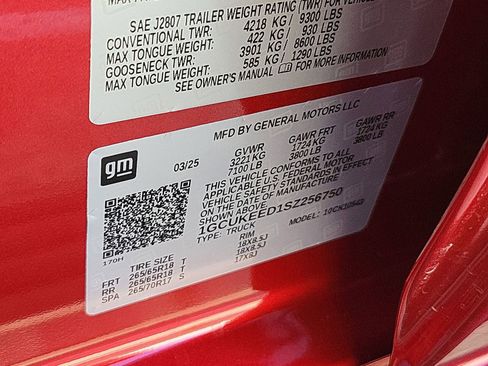 SAE J2807 TRAILER WEIGHT RATING (TWR) FOR
CONVENTIONAL TWR: 4218 KG / 9300 LBS
MAX TONGUE WEIGHT: 422 KG / 930 LBS
GOOSENECK TWR: 3901 KG / 8600 LBS
MAX TONGUE WEIGHT: 585 KG / 1290 LBS
SEE OWNER'S MANUAL FOR MORE INFORMATION
MFD BY GENERAL MOTORS LLC
gm
03/25
GVWR GAWR FRT GAWR RR
3221 KG 1724 KG 1724 KG
7100 LB 3800 LB 3800 LB
THIS VEHICLE CONFORMS TO ALL
APPLICABLE U.S. FEDERAL MOTOR
VEHICLE SAFETY STANDARDS IN EFFECT
ON THE DATE OF MANUFACTURE
1GCUKEED1SZ256750
TYPE: TRUCK MODEL: 10CK10543
170H
TIRE SIZE RIM
FRT 265/65R18 T 18X8.5J
RR 265/65R18 T 18X8.5J
SPA 265/70R17 S 17X8J